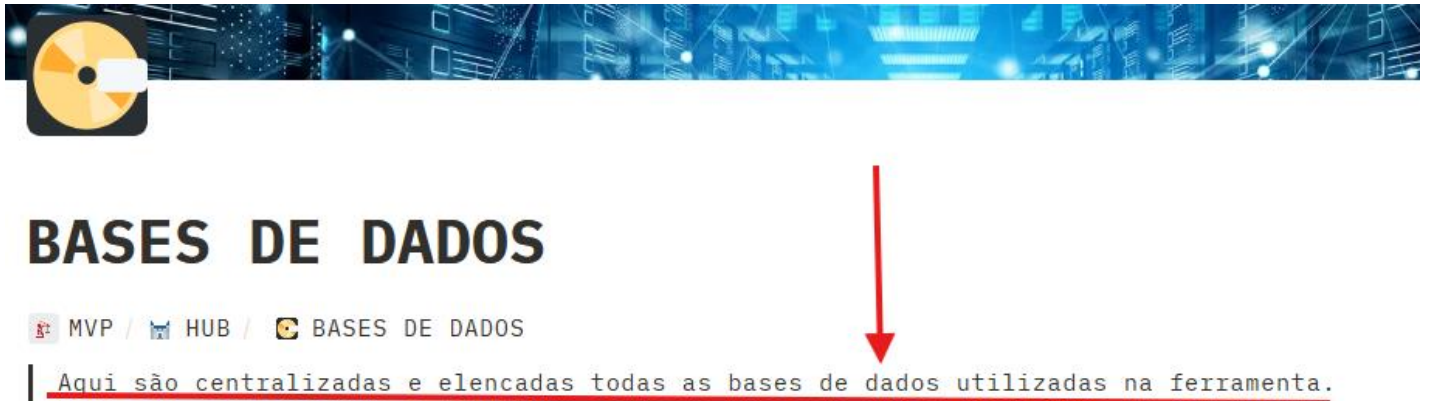 BASES DE DADOS
MVP / HUB / BASES DE DADOS
Aqui são centralizadas e elencadas todas as bases de dados utilizadas na ferramenta.